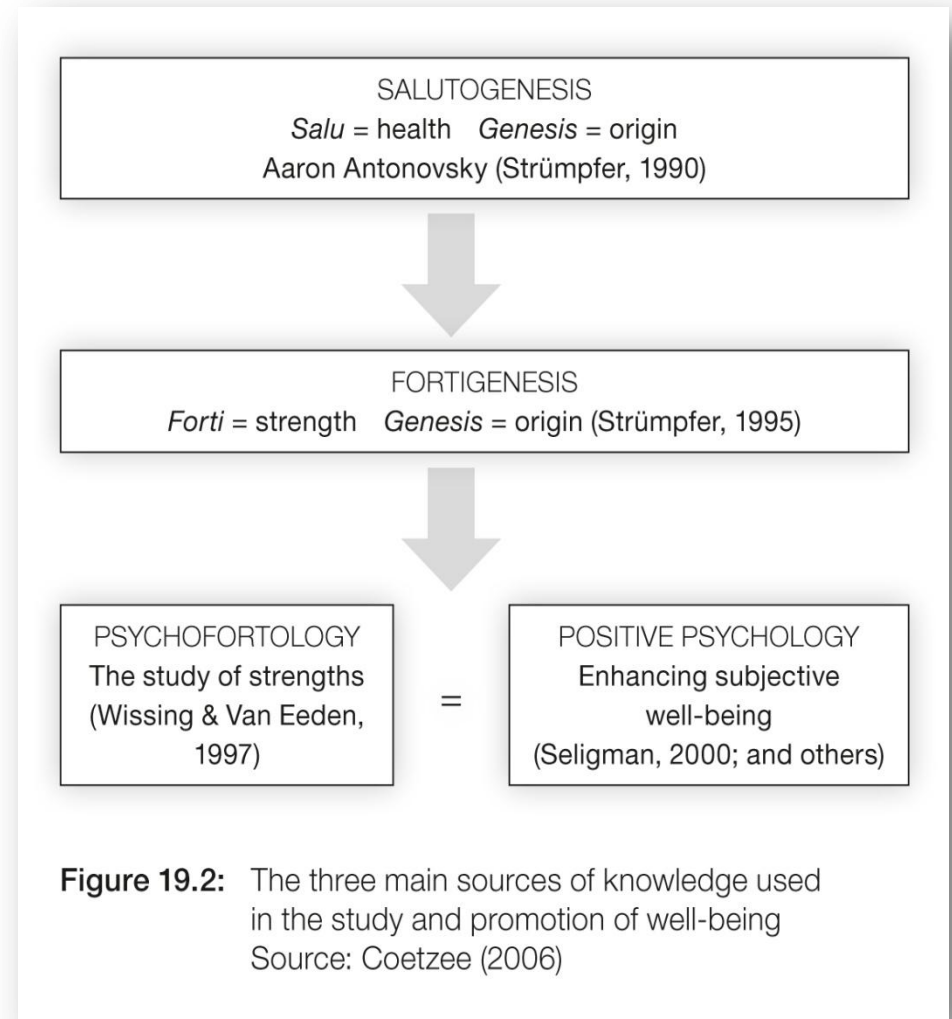 SALUTOGENESIS
Salu = health Genesis = origin
Aaron Antonovsky (Strümpfer, 1990)
FORTIGENESIS
Forti = strength Genesis = origin (Strümpfer, 1995)
PSYCHOFORTOLOGY
The study of strengths
(Wissing & Van Eeden,
1997)
=
POSITIVE PSYCHOLOGY
Enhancing subjective
well-being
(Seligman, 2000; and others)
Figure 19.2: The three main sources of knowledge used
in the study and promotion of well-being
Source: Coetzee (2006)